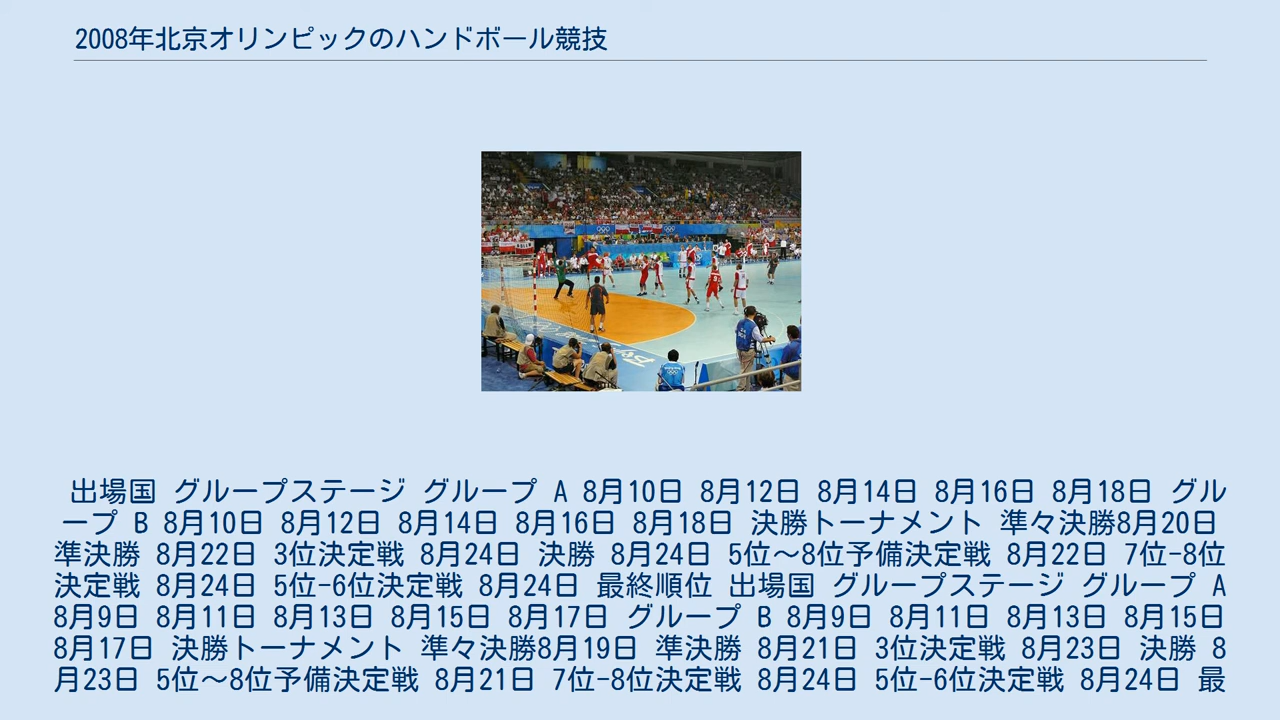 2008年北京オリンピックのハンドボール競技
出場国 グループステージ グループ A 8月10日 8月12日 8月14日 8月16日 8月18日 グル
ープ B 8月10日 8月12日 8月14日 8月16日 8月18日 決勝トーナメント 準々決勝8月20日
準決勝 8月22日 3位決定戦 8月24日 決勝 8月24日 5位～8位予備決定戦 8月22日 7位-8位
決定戦 8月24日 5位-6位決定戦 8月24日 最終順位 出場国 グループステージ グループ A
8月9日 8月11日 8月13日 8月15日 8月17日 グループ B 8月9日 8月11日 8月13日 8月15日
8月17日 決勝トーナメント 準々決勝8月19日 準決勝 8月21日 3位決定戦 8月23日 決勝 8
月23日 5位～8位予備決定戦 8月21日 7位-8位決定戦 8月24日 5位-6位決定戦 8月24日 最